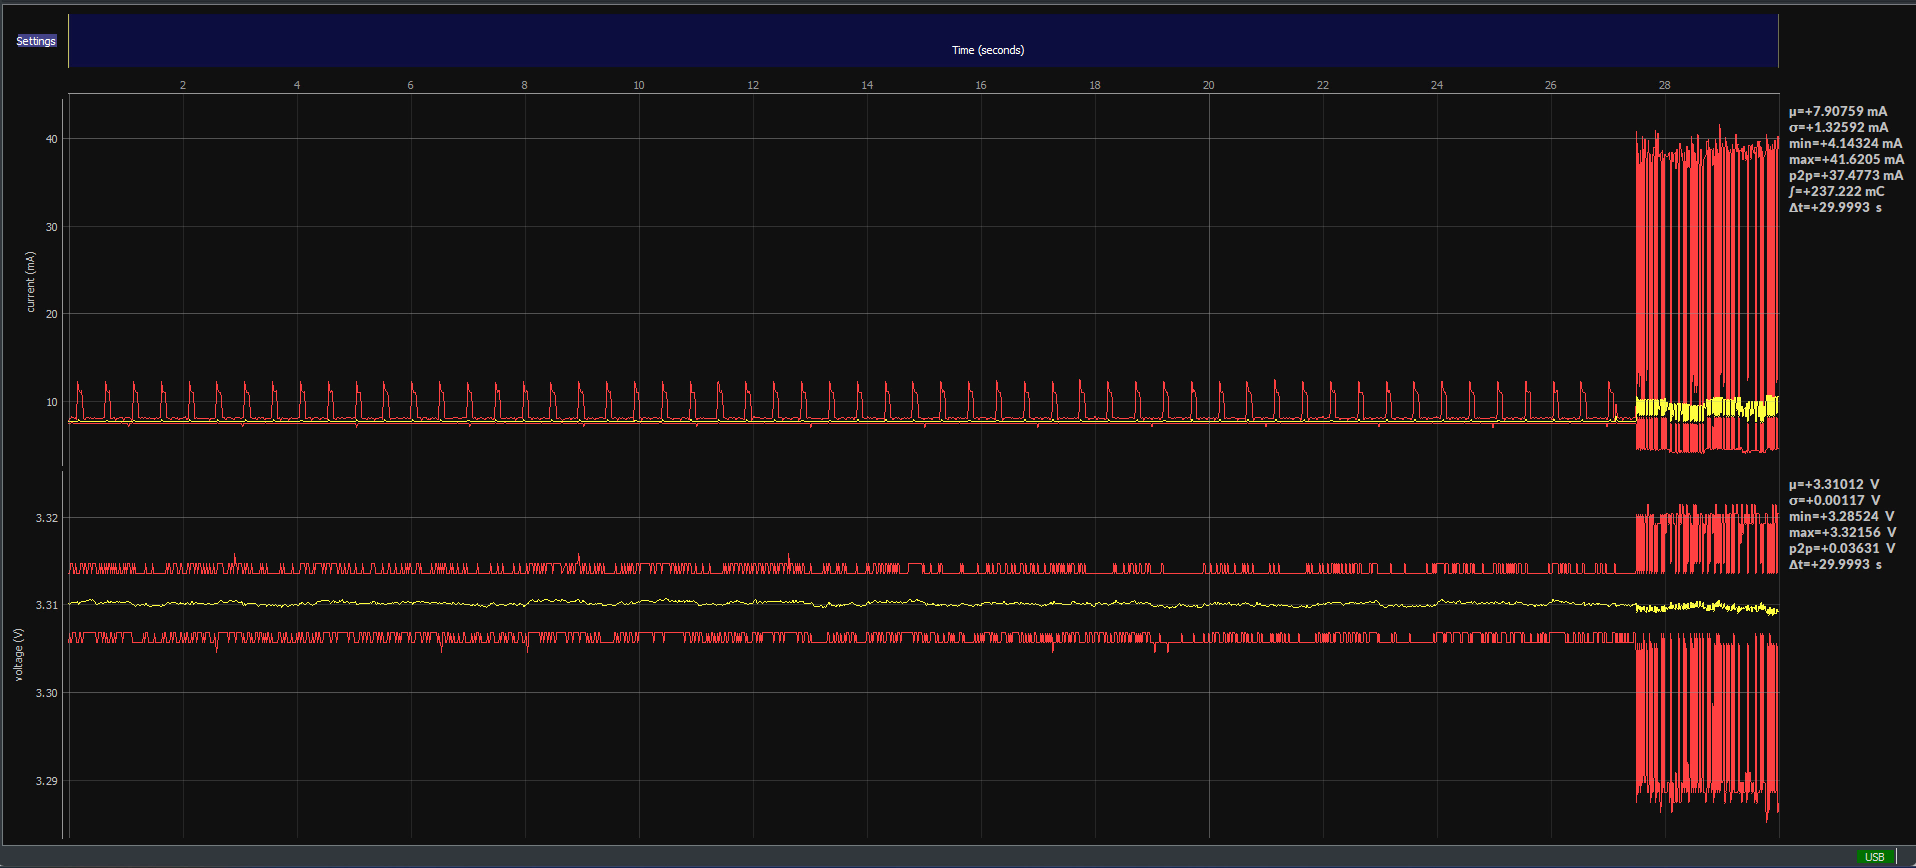 Settings
Time (seconds)
2 4 6 8 10 12 14 16 18 20 22 24 26 28
40
30
20
10
current (mA)
μ=+7.90759 mA
σ=+1.32592 mA
min=+4.14324 mA
max=+41.6205 mA
p2p=+37.4773 mA
∫=+237.222 mC
Δt=+29.9993 s
3.32
3.31
3.30
3.29
voltage (V)
μ=+3.31012 V
σ=+0.00117 V
min=+3.28524 V
max=+3.32156 V
p2p=+0.03631 V
Δt=+29.9993 s
USB